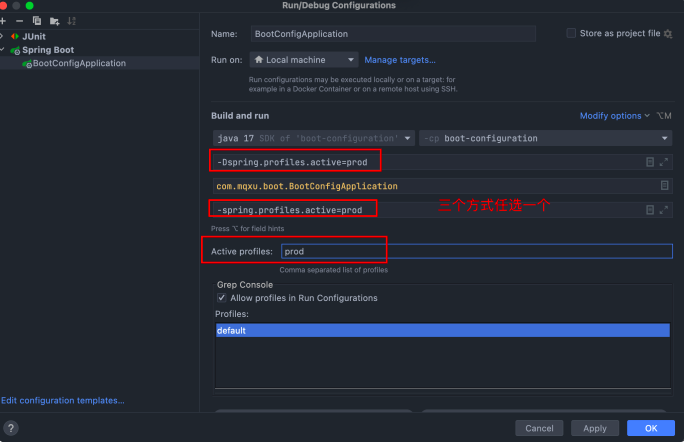 Run/Debug Configurations
JUnit
Spring Boot
BootConfigApplication
Name: BootConfigApplication
Store as project file
Run on: Local machine
Manage targets...
Run configurations may be executed locally or on a target: for
example in a Docker Container or on a remote host using SSH.
Build and run
Modify options
⌥M
java 17 SDK of 'boot-configuration'
-cp boot-configuration
-Dspring.profiles.active=prod
com.mqxu.boot.BootConfigApplication
-spring.profiles.active=prod
三个方式任选一个
Press ⌥ for field hints
Active profiles: prod
Comma separated list of profiles
Grep Console
Allow profiles in Run Configurations
Profiles:
default
Edit configuration templates...
?
Cancel
Apply
OK